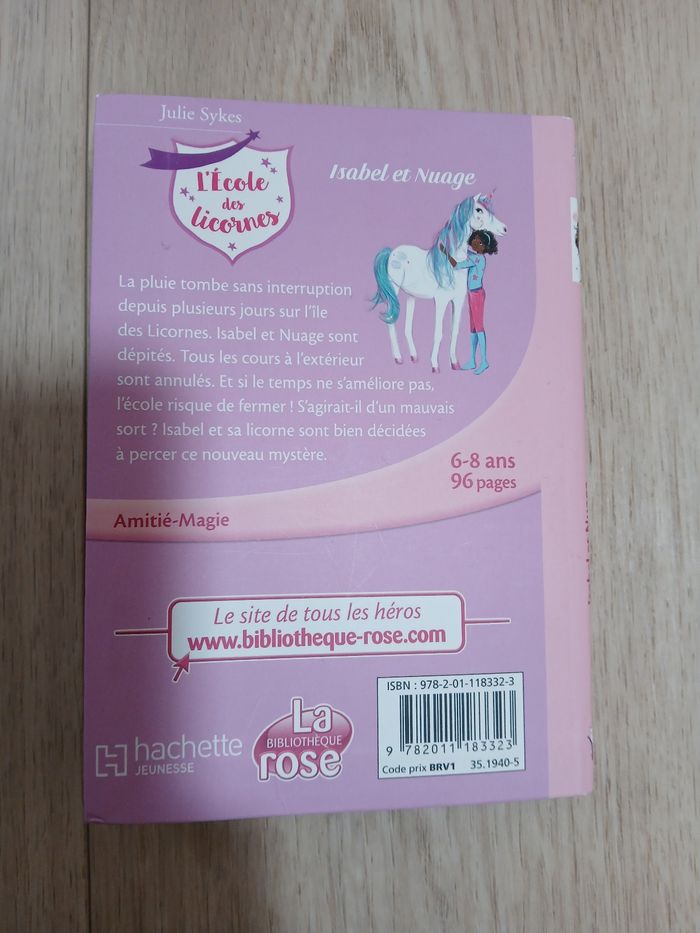 Julie Sykes
L'École
des
licornes
Isabel et Nuage
La pluie tombe sans interruption
depuis plusieurs jours sur l'île
des Licornes. Isabel et Nuage sont
dépités. Tous les cours à l'extérieur
sont annulés. Et si le temps ne s'améliore pas,
l'école risque de fermer ! S'agirait-il d'un mauvais
sort ? Isabel et sa licorne sont bien décidées
à percer ce nouveau mystère.
6-8 ans
96 pages
Amitié-Magie
Le site de tous les héros
www.bibliotheque-rose.com
hachette
JEUNESSE
La
BIBLIOTHÈQUE
rose
ISBN : 978-2-01-118332-3
9 782011 183323
Code prix BRV1 35.1940-5